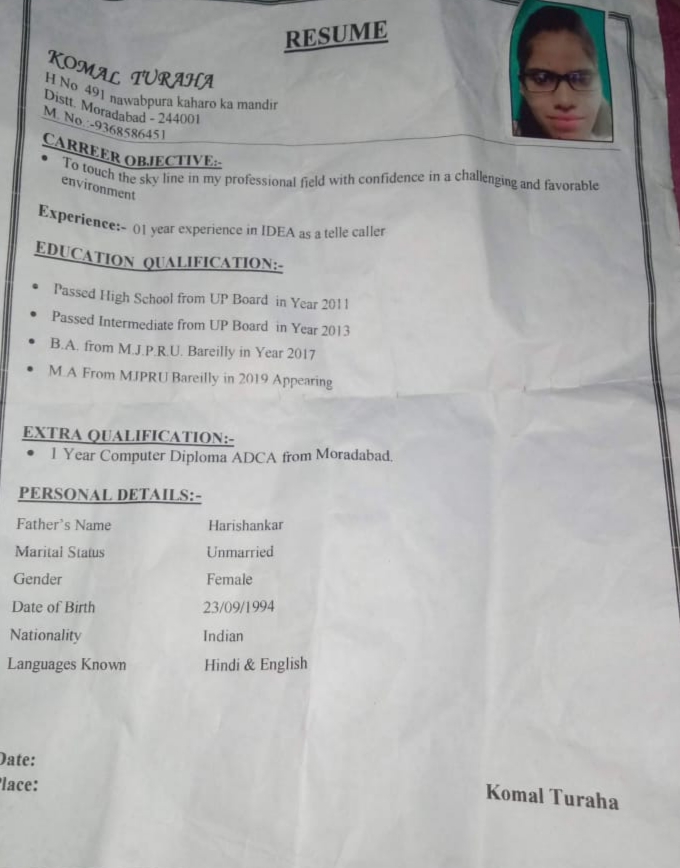 RESUME
KOMAL TURAHA
H No 491 nawabpura kaharo ka mandir
Distt. Moradabad - 244001
M. No.:-9368586451
CARREER OBJECTIVE:-
• To touch the sky line in my professional field with confidence in a challenging and favorable
environment
Experience:- 01 year experience in IDEA as a telle caller
EDUCATION QUALIFICATION:-
• Passed High School from UP Board in Year 2011
• Passed Intermediate from UP Board in Year 2013
• B.A. from M.J.P.R.U. Bareilly in Year 2017
• M.A From MJPRU Bareilly in 2019 Appearing
EXTRA QUALIFICATION:-
• 1 Year Computer Diploma ADCA from Moradabad.
PERSONAL DETAILS:-
Father's Name Harishankar
Marital Status Unmarried
Gender Female
Date of Birth 23/09/1994
Nationality Indian
Languages Known Hindi & English
Date:
Place:
Komal Turaha